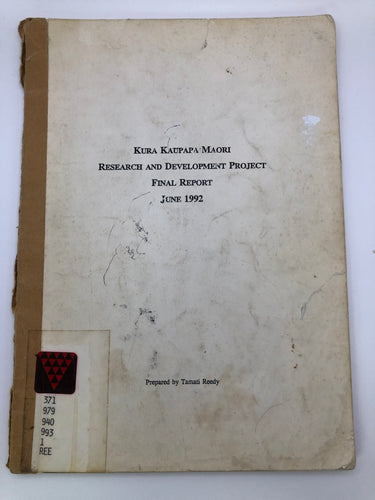 KURA KAUPAPA MAORI
RESEARCH AND DEVELOPMENT PROJECT
FINAL REPORT
JUNE 1992
Prepared by Tamati Reedy
371
979
940
993
1
REE